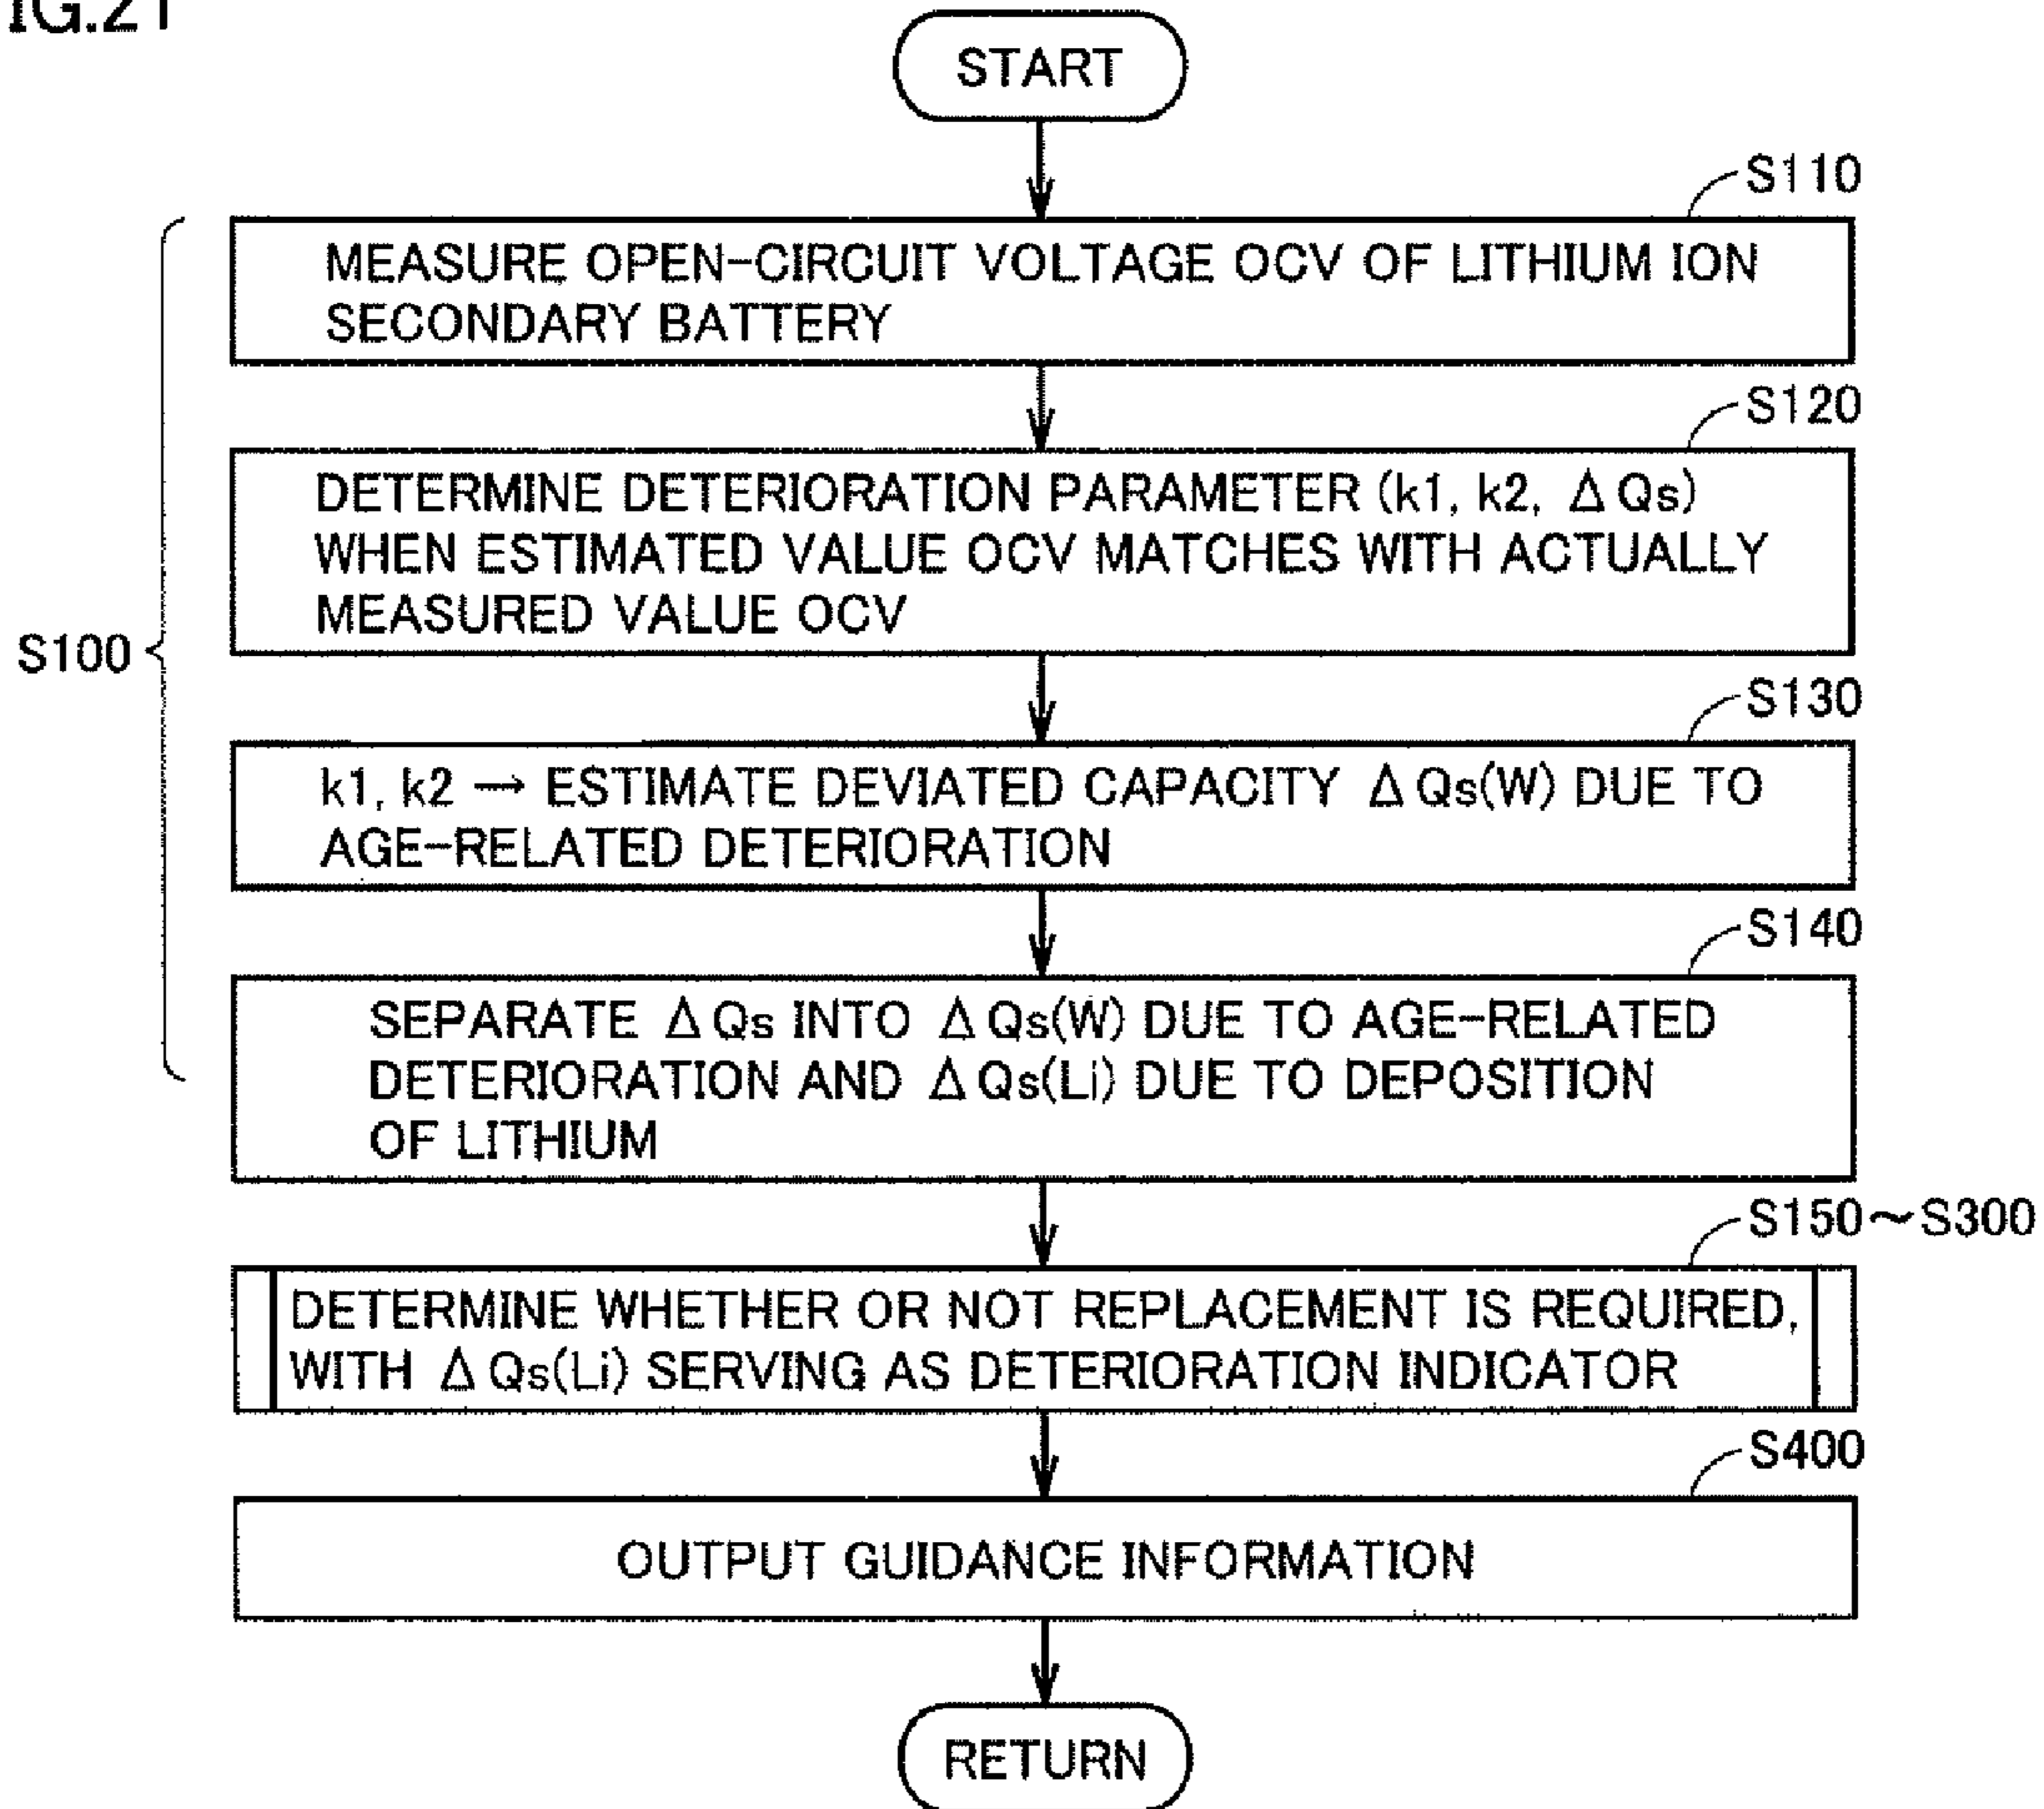 IG.21
START
S110
MEASURE OPEN-CIRCUIT VOLTAGE OCV OF LITHIUM ION
SECONDARY BATTERY
S120
DETERMINE DETERIORATION PARAMETER (k1, k2, ΔQs)
WHEN ESTIMATED VALUE OCV MATCHES WITH ACTUALLY
MEASURED VALUE OCV
S100
S130
k1, k2 → ESTIMATE DEVIATED CAPACITY ΔQs(W) DUE TO
AGE-RELATED DETERIORATION
S140
SEPARATE ΔQs INTO ΔQs(W) DUE TO AGE-RELATED
DETERIORATION AND ΔQs(Li) DUE TO DEPOSITION
OF LITHIUM
S150~S300
DETERMINE WHETHER OR NOT REPLACEMENT IS REQUIRED,
WITH ΔQs(Li) SERVING AS DETERIORATION INDICATOR
S400
OUTPUT GUIDANCE INFORMATION
RETURN